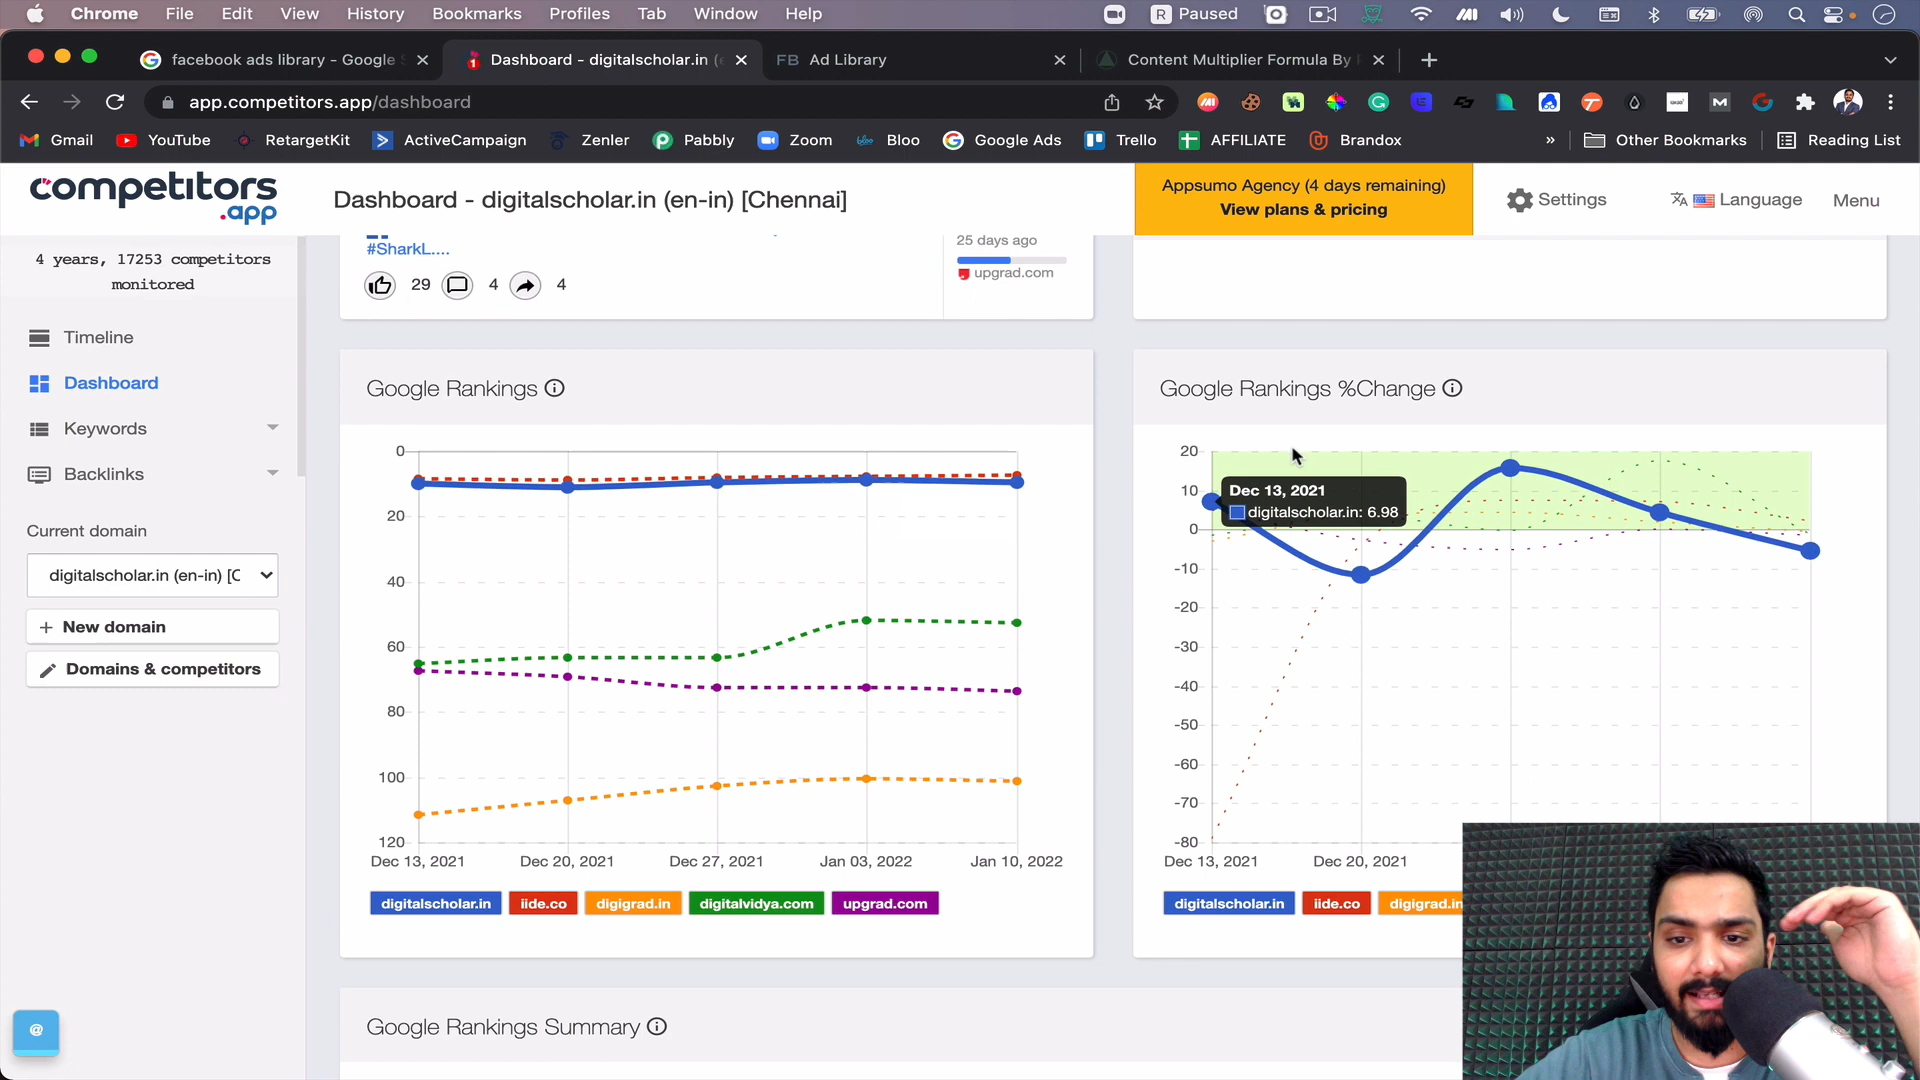 Chrome File Edit View History Bookmarks Profiles Tab Window Help R Paused
facebook ads library - Google S
1 Dashboard - digitalscholar.in (e
FB Ad Library
Content Multiplier Formula By
app.competitors.app/dashboard
Gmail YouTube RetargetKit ActiveCampaign Zenler Pabbly Zoom Bloo Google Ads Trello AFFILIATE Brandox » Other Bookmarks Reading List
competitors
.app
Dashboard - digitalscholar.in (en-in) [Chennai]
Appsumo Agency (4 days remaining)
View plans & pricing
Settings
Language
Menu
4 years, 17253 competitors
monitored
Timeline
Dashboard
Keywords
Backlinks
Current domain
digitalscholar.in (en-in) [C
+ New domain
Domains & competitors
@
#SharkL....
29 4 4
25 days ago
upgrad.com
Google Rankings
0
20
40
60
80
100
120
Dec 13, 2021 Dec 20, 2021 Dec 27, 2021 Jan 03, 2022 Jan 10, 2022
digitalscholar.in iide.co digigrad.in digitalvidya.com upgrad.com
Google Rankings %Change
20
10
0
-10
-20
-30
-40
-50
-60
-70
-80
Dec 13, 2021
digitalscholar.in: 6.98
Dec 13, 2021 Dec 20, 2021
digitalscholar.in iide.co digigrad.in
Google Rankings Summary